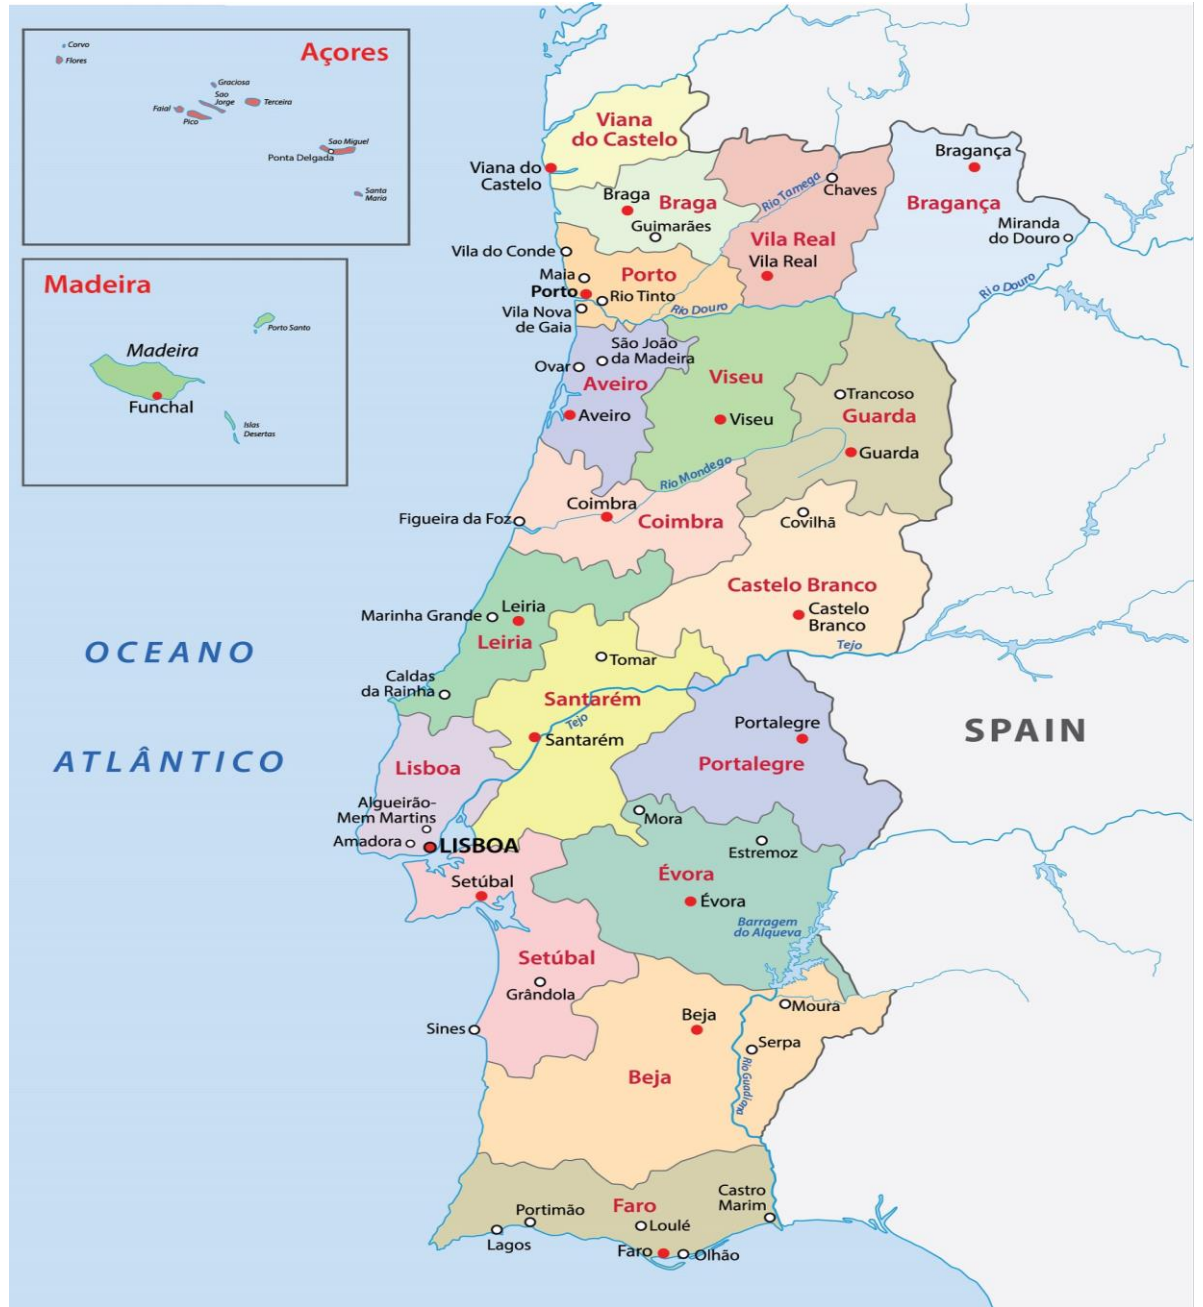 Açores
Corvo
Flores
Graciosa
Sao
Jorge
Terceira
Faial
Pico
Sao Miguel
Ponta Delgada
Santa
Maria
Madeira
Porto Santo
Madeira
Funchal
Islas
Desertas
OCEANO
ATLÂNTICO
SPAIN
Viana
do Castelo
Viana do
Castelo
Braga
Braga
Guimarães
Rio Tamega
Chaves
Vila Real
Vila Real
Bragança
Bragança
Miranda
do Douro
Rio Douro
Vila do Conde
Maia
Porto
Porto
Rio Tinto
Vila Nova
de Gaia
Rio Douro
São João
da Madeira
Ovar
Aveiro
Aveiro
Viseu
Viseu
Trancoso
Guarda
Guarda
Rio Mondego
Coimbra
Figueira da Foz
Coimbra
Covilhã
Castelo Branco
Castelo
Branco
Tejo
Leiria
Marinha Grande
Leiria
Tomar
Caldas
da Rainha
Santarém
Tejo
Santarém
Portalegre
Portalegre
Lisboa
Algueirão-
Mem Martins
Amadora
LISBOA
Mora
Estremoz
Évora
Évora
Barragem
do Alqueva
Setúbal
Setúbal
Grândola
Sines
Beja
Moura
Serpa
Rio Guadiana
Beja
Castro
Marim
Faro
Portimão
Loulé
Lagos
Faro
Olhão